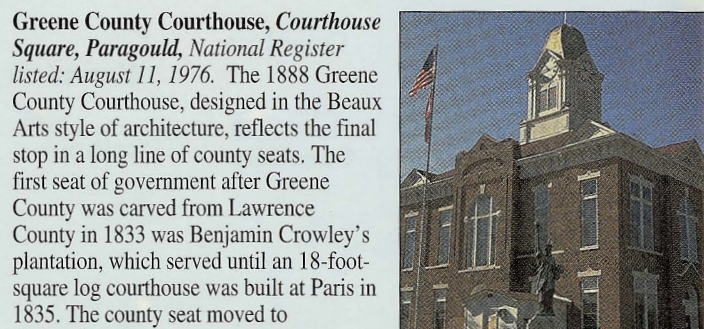 Greene County Courthouse, Courthouse
Square, Paragould, National Register
listed: August 11, 1976. The 1888 Greene
County Courthouse, designed in the Beaux
Arts style of architecture, reflects the final
stop in a long line of county seats. The
first seat of government after Greene
County was carved from Lawrence
County in 1833 was Benjamin Crowley's
plantation, which served until an 18-foot-
square log courthouse was built at Paris in
1835. The county seat moved to